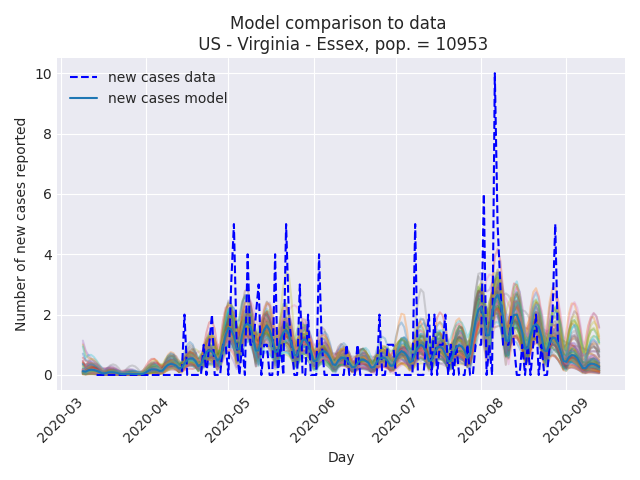 Model comparison to data
US - Virginia - Essex, pop. = 10953
new cases data
new cases model
Number of new cases reported
10
8
6
4
2
0
2020-03
2020-04
2020-05
2020-06
2020-07
2020-08
2020-09
Day